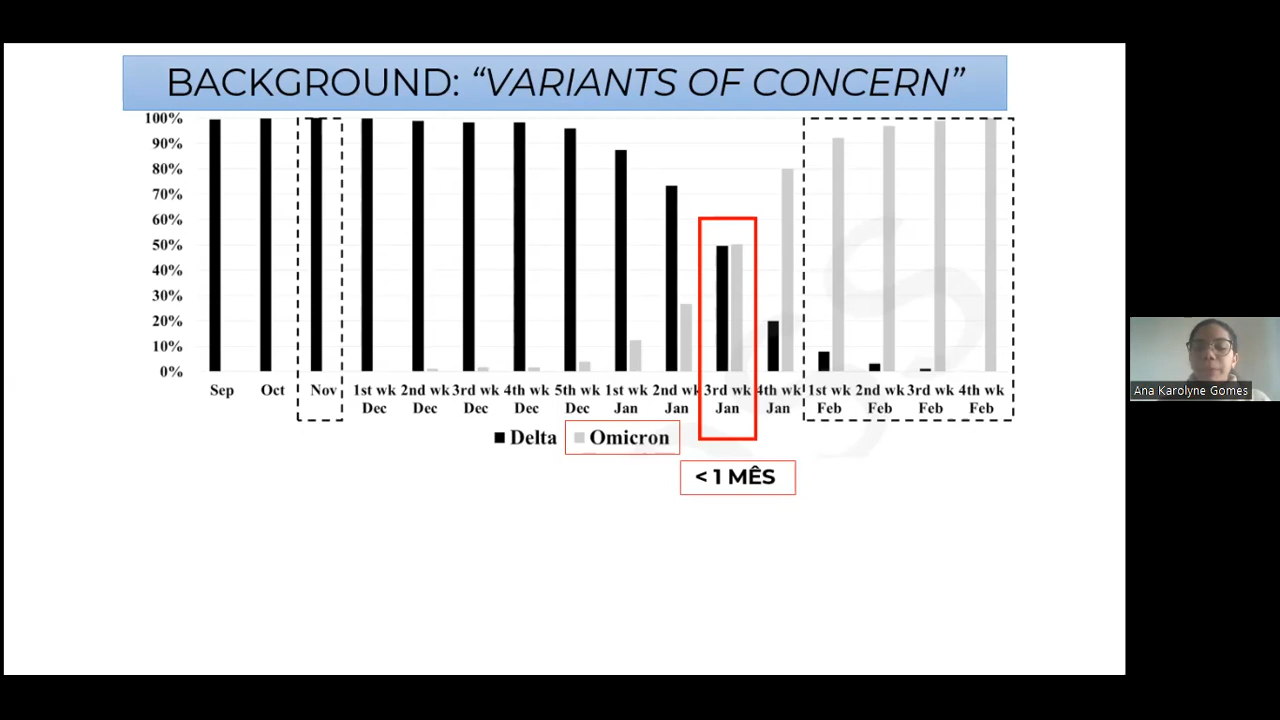 BACKGROUND: “VARIANTS OF CONCERN”
100%
90%
80%
70%
60%
50%
40%
30%
20%
10%
0%
Sep Oct Nov 1st wk Dec 2nd wk Dec 3rd wk Dec 4th wk Dec 5th wk Dec 1st wk Jan 2nd wk Jan 3rd wk Jan 4th wk Jan 1st wk Feb 2nd wk Feb 3rd wk Feb 4th wk Feb
Delta Omicron
< 1 MÊS
Ana Karolyne Gomes